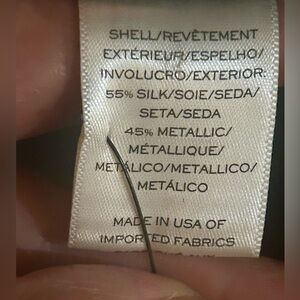 SHELL/REVÊTEMENT
EXTÉRIEUR/ESPELHO/
INVOLUCRO/EXTERIOR:
55% SILK/SOIE/SEDA/
SETA/SEDA
45% METALLIC/
MÉTALLIQUE/
METÁLICO/METALLICO/
METÁLICO
MADE IN USA OF
IMPORTED FABRICS